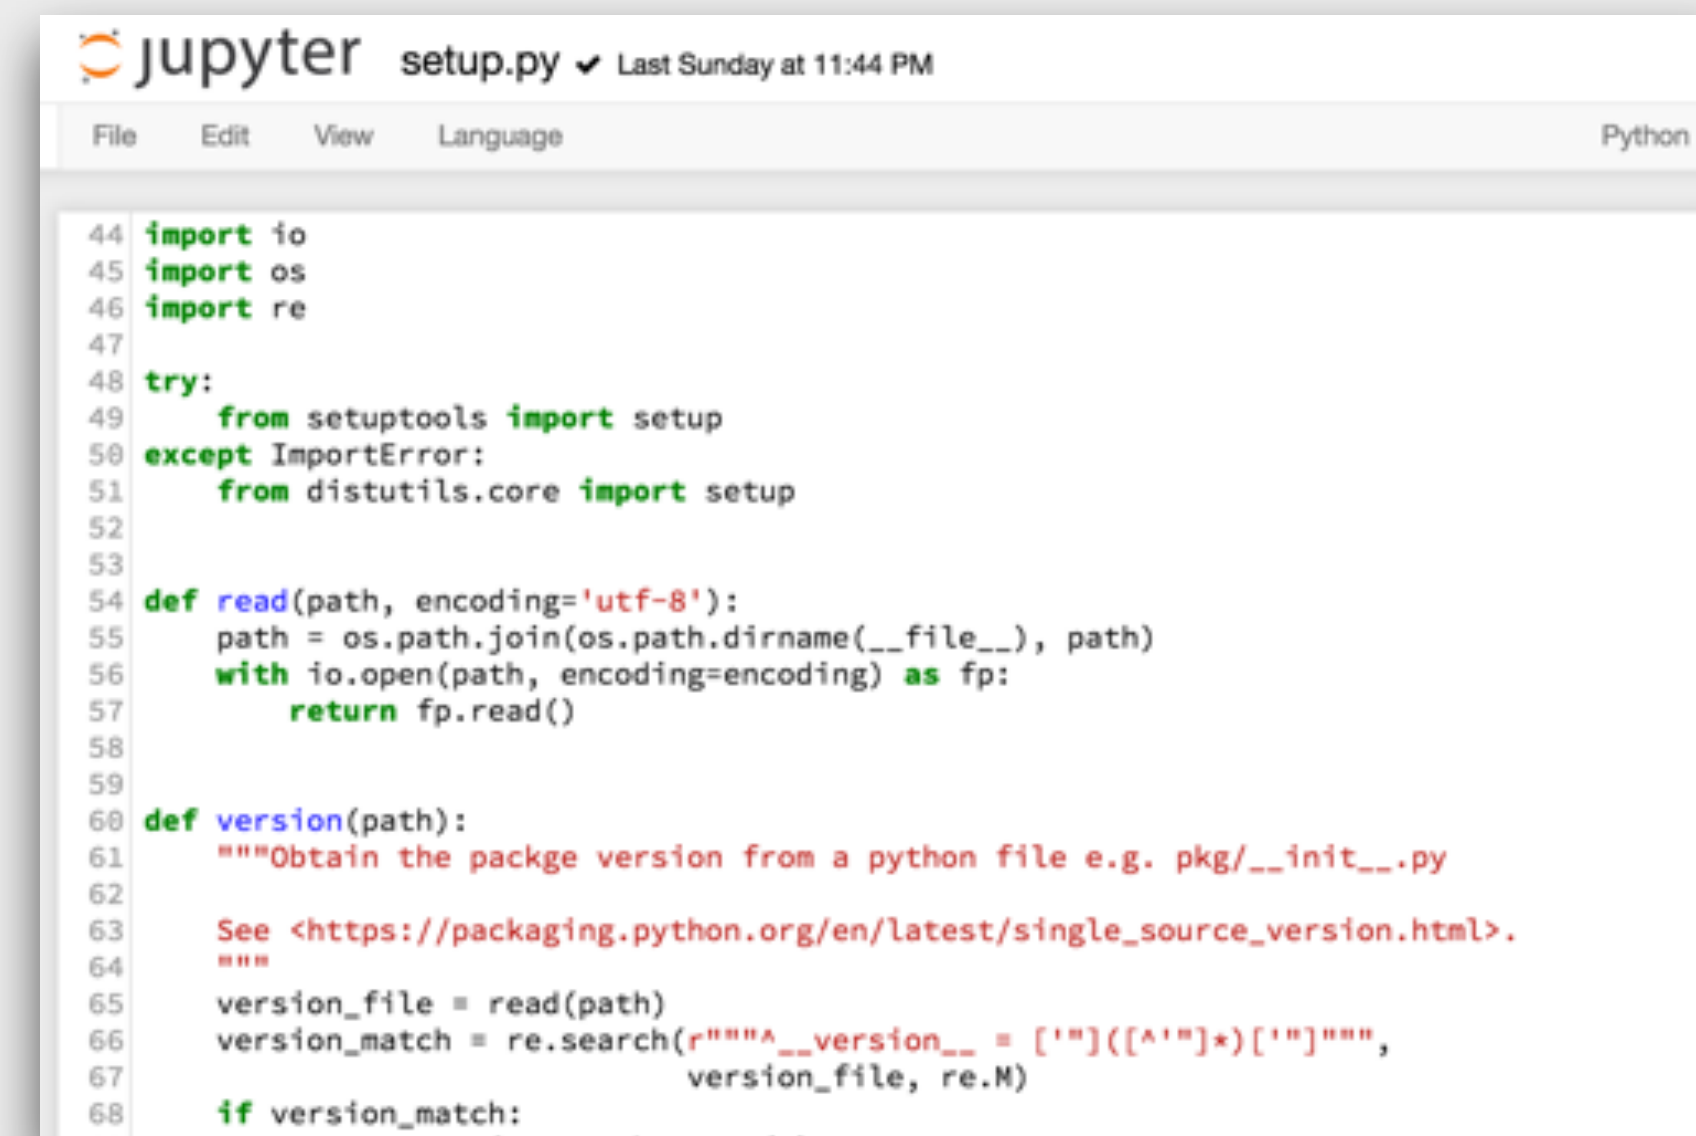 jupyter setup.py ✔ Last Sunday at 11:44 PM
File Edit View Language Python
44 import io
45 import os
46 import re
47
48 try:
49     from setuptools import setup
50 except ImportError:
51     from distutils.core import setup
52
53
54 def read(path, encoding='utf-8'):
55     path = os.path.join(os.path.dirname(__file__), path)
56     with io.open(path, encoding=encoding) as fp:
57         return fp.read()
58
59
60 def version(path):
61     """Obtain the packge version from a python file e.g. pkg/__init__.py
62
63     See <https://packaging.python.org/en/latest/single_source_version.html>.
64     """
65     version_file = read(path)
66     version_match = re.search(r"""^__version__ = ['"]([^'"]*)['"]""",
67                               version_file, re.M)
68     if version_match: